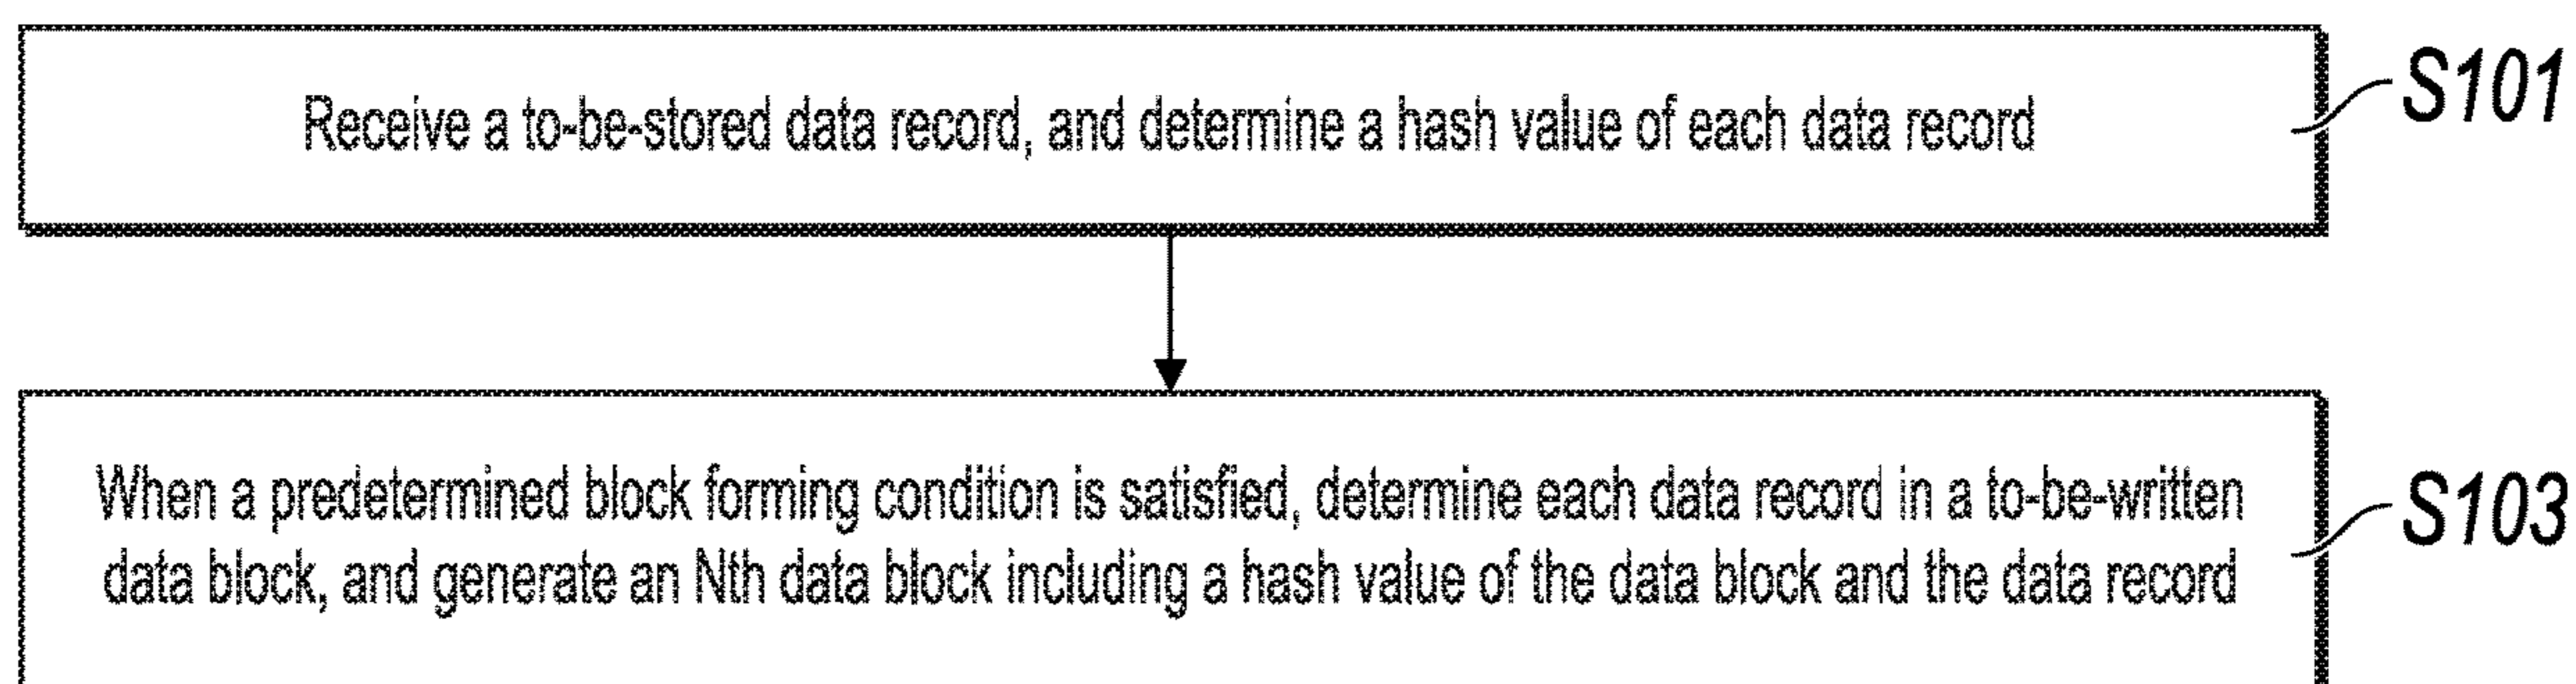 Receive a to-be-stored data record, and determine a hash value of each data record
S101
When a predetermined block forming condition is satisfied, determine each data record in a to-be-written
data block, and generate an Nth data block including a hash value of the data block and the data record
S103